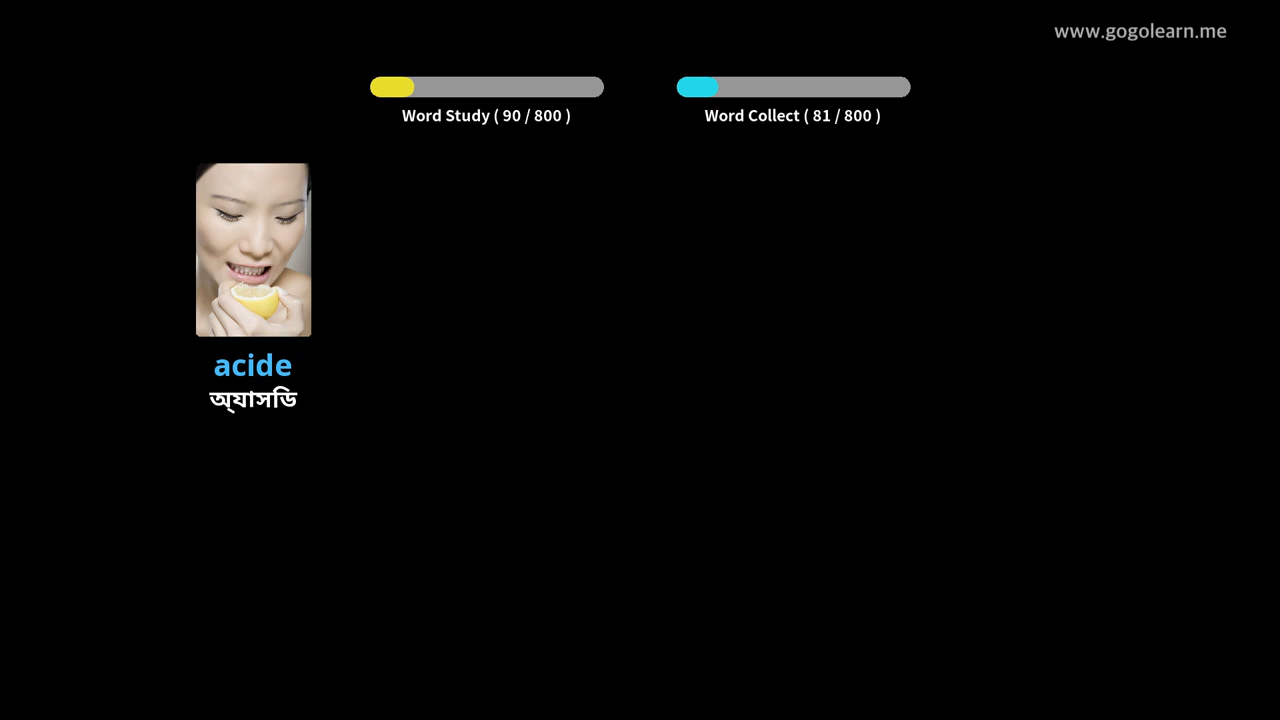 www.gogolearn.me
Word Study ( 90 / 800 )
Word Collect ( 81 / 800 )
acide
অ্যাসডি